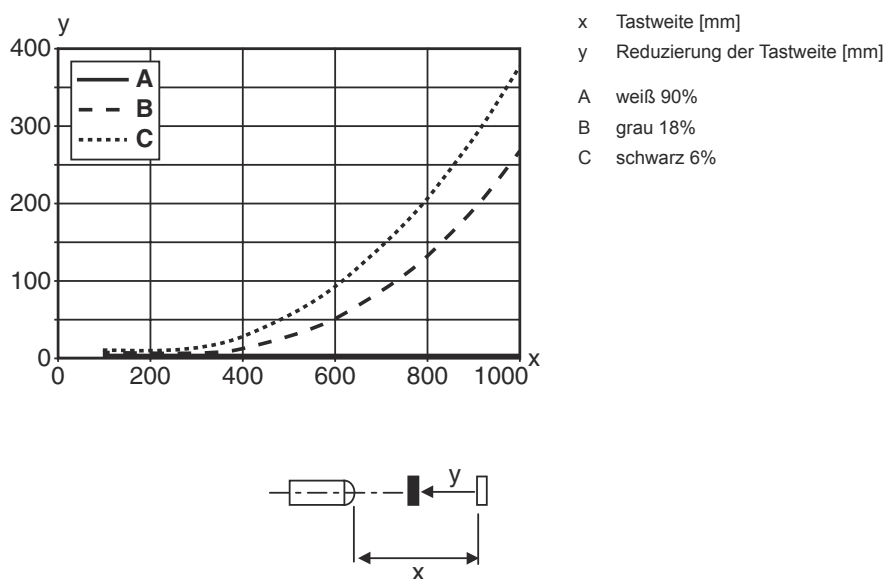 y
400
300
200
100
0
A
B
C
0 200 400 600 800 1000 x
x Tastweite [mm]
y Reduzierung der Tastweite [mm]
A weiß 90%
B grau 18%
C schwarz 6%
y
x